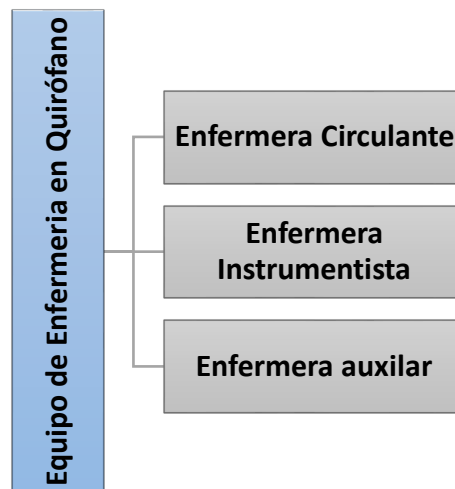 Equipo de Enfermeria en Quirófano
Enfermera Circulante
Enfermera
Instrumentista
Enfermera auxilar